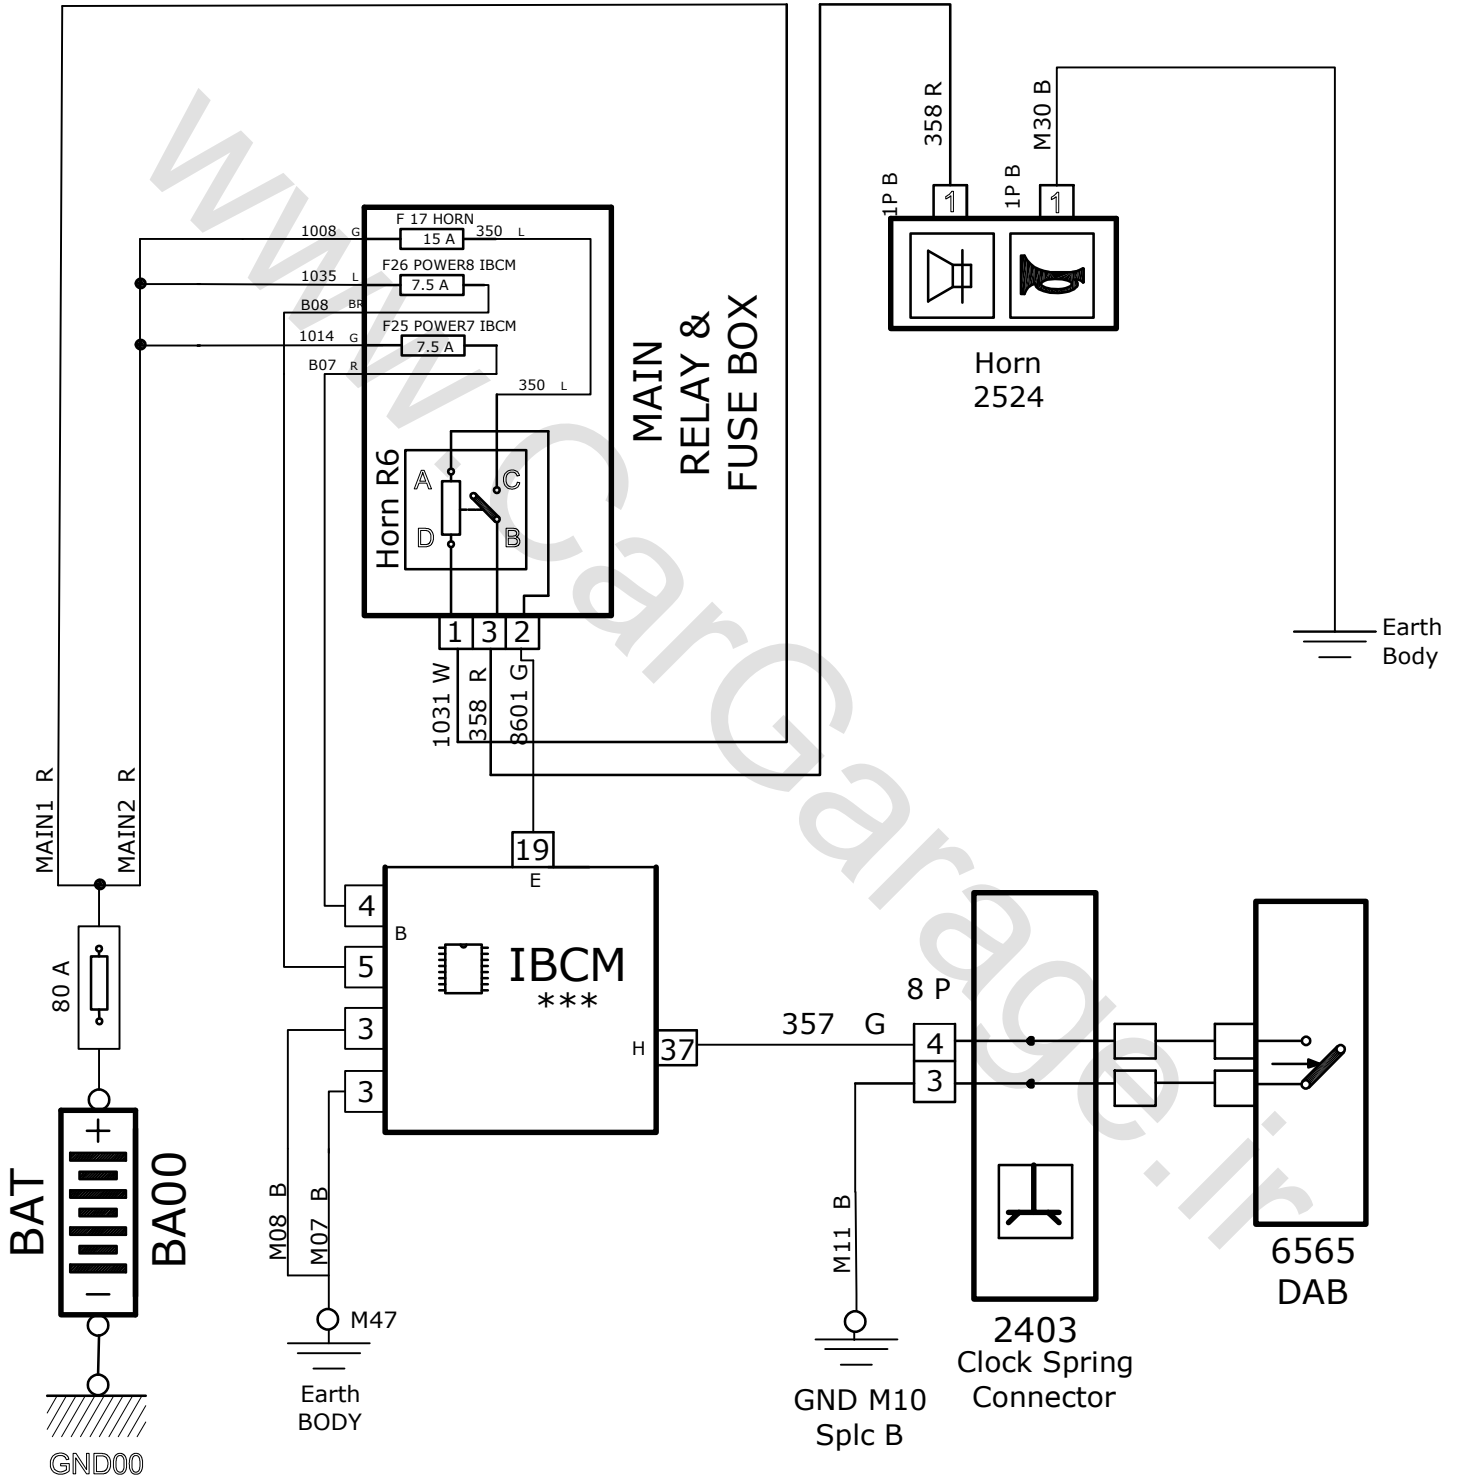 358 R
M30 B
1P B
1P B
1
1
Horn
2524
F 17 HORN
1008 G
15 A
350 L
F26 POWER8 IBCM
1035 L
7.5 A
B08 BR
F25 POWER7 IBCM
1014 G
7.5 A
B07 R
350 L
MAIN
RELAY &
FUSE BOX
Horn R6
A
C
D
B
1
3
2
1031 W
358 R
8601 G
Earth
Body
MAIN1 R
MAIN2 R
80 A
19
E
4
B
5
3
3
IBCM
***
H
37
357 G
8 P
4
3
M11 B
M08 B
M07 B
M47
Earth
BODY
BAT
+
BA00
GND00
GND M10
Splc B
2403
Clock Spring
Connector
6565
DAB
www.CarGarage.ir